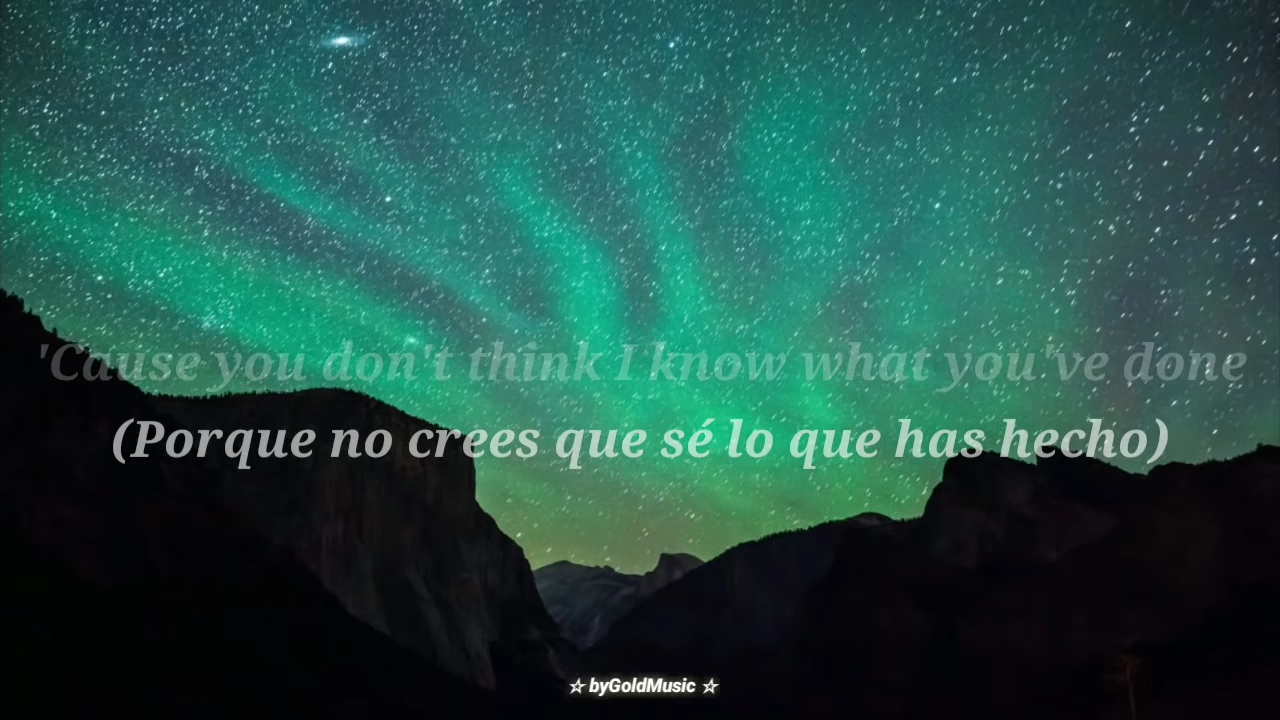 'Cause you don't think I know what you've done
(Porque no crees que sé lo que has hecho)
☆ byGoldMusic ☆